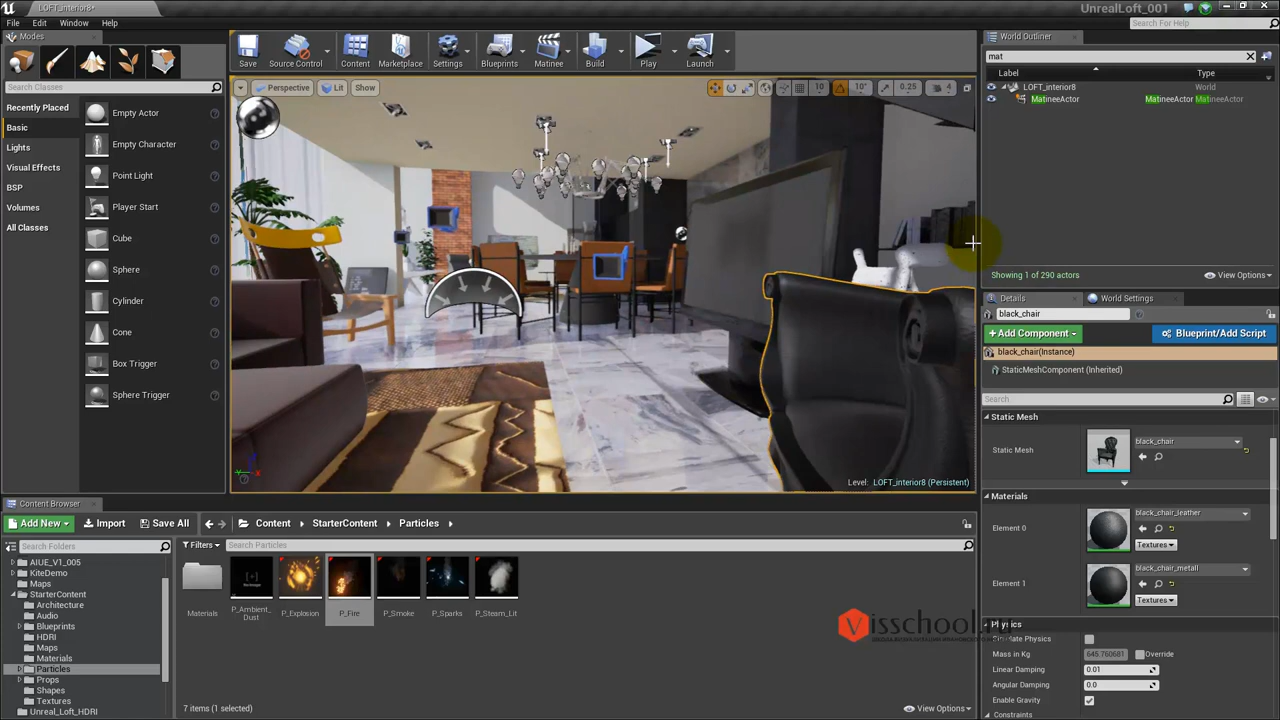 LOFT_interior8*
UnrealLoft_001
File Edit Window Help
Search For Help
Modes
Search Classes
Recently Placed
Basic
Lights
Visual Effects
BSP
Volumes
All Classes
Empty Actor
Empty Character
Point Light
Player Start
Cube
Sphere
Cylinder
Cone
Box Trigger
Sphere Trigger
Save Source Control Content Marketplace Settings Blueprints Matinee Build Play Launch
Perspective Lit Show
10 10° 0.25 4
Level: LOFT_interior8 (Persistent)
World Outliner
mat
Label Type
LOFT_interior8 World
MatineeActor MatineeActor MatineeActor
Showing 1 of 290 actors
View Options
Details World Settings
black_chair
Add Component
Blueprint/Add Script
black_chair(Instance)
StaticMeshComponent (Inherited)
Search
Static Mesh
Static Mesh black_chair
Materials
Element 0 black_chair_leather
Textures
Element 1 black_chair_metall
Textures
Physics
Simulate Physics
Mass in Kg 645.760681 Override
Linear Damping 0.01
Angular Damping 0.0
Enable Gravity
Constraints
Content Browser
Add New Import Save All Content StarterContent Particles
Search Folders
Filters Search Particles
AIUE_V1_005
KiteDemo
Maps
StarterContent
Architecture
Audio
Blueprints
HDRI
Maps
Materials
Particles
Props
Shapes
Textures
Unreal_Loft_HDRI
Materials
P_Ambient_
Dust
P_Explosion
P_Fire
P_Smoke
P_Sparks
P_Steam_Lit
7 items (1 selected)
View Options
Visschool.ru